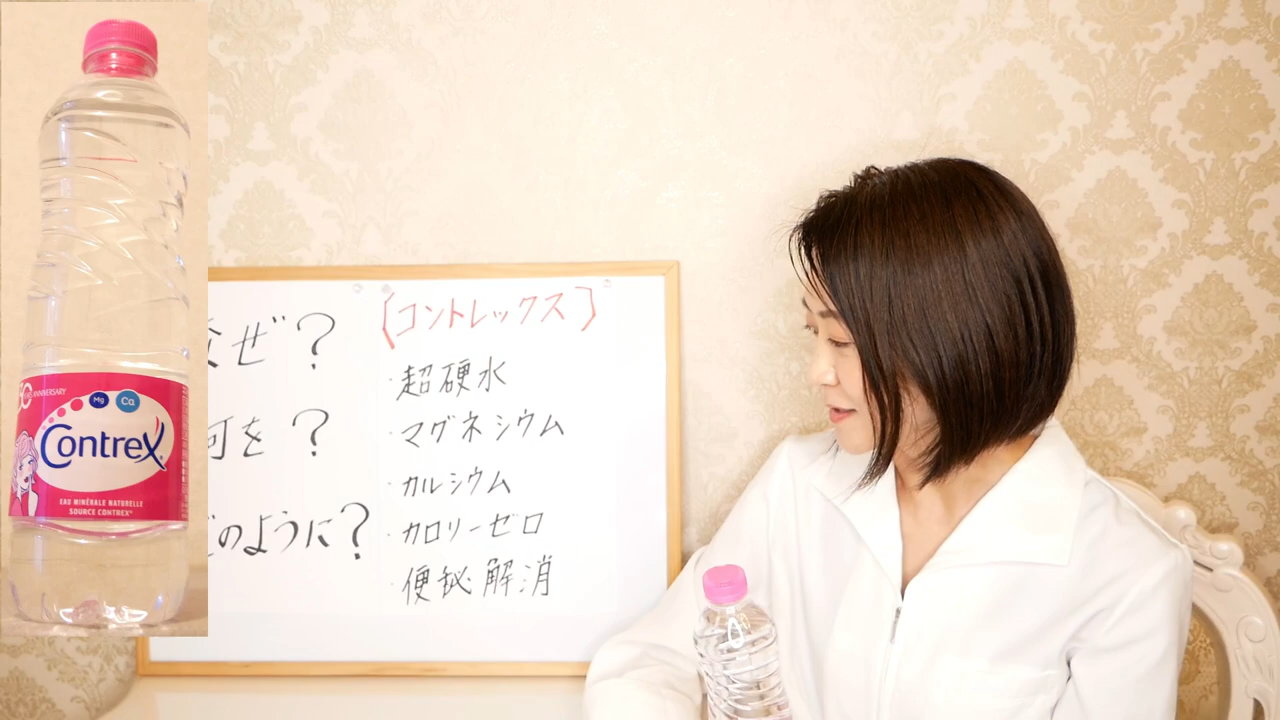 ANNIVERSARY
Mg
Ca
Contrex
EAU MINÉRALE NATURELLE
SOURCE CONTREX
ぜ？
何を？
のように？
[コントレックス]
・超硬水
・マグネシウム
・カルシウム
・カロリーゼロ
・便秘解消